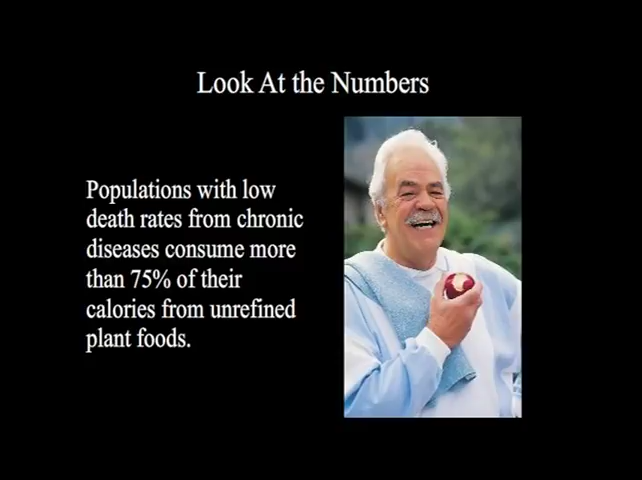 Look At the Numbers
Populations with low
death rates from chronic
diseases consume more
than 75% of their
calories from unrefined
plant foods.